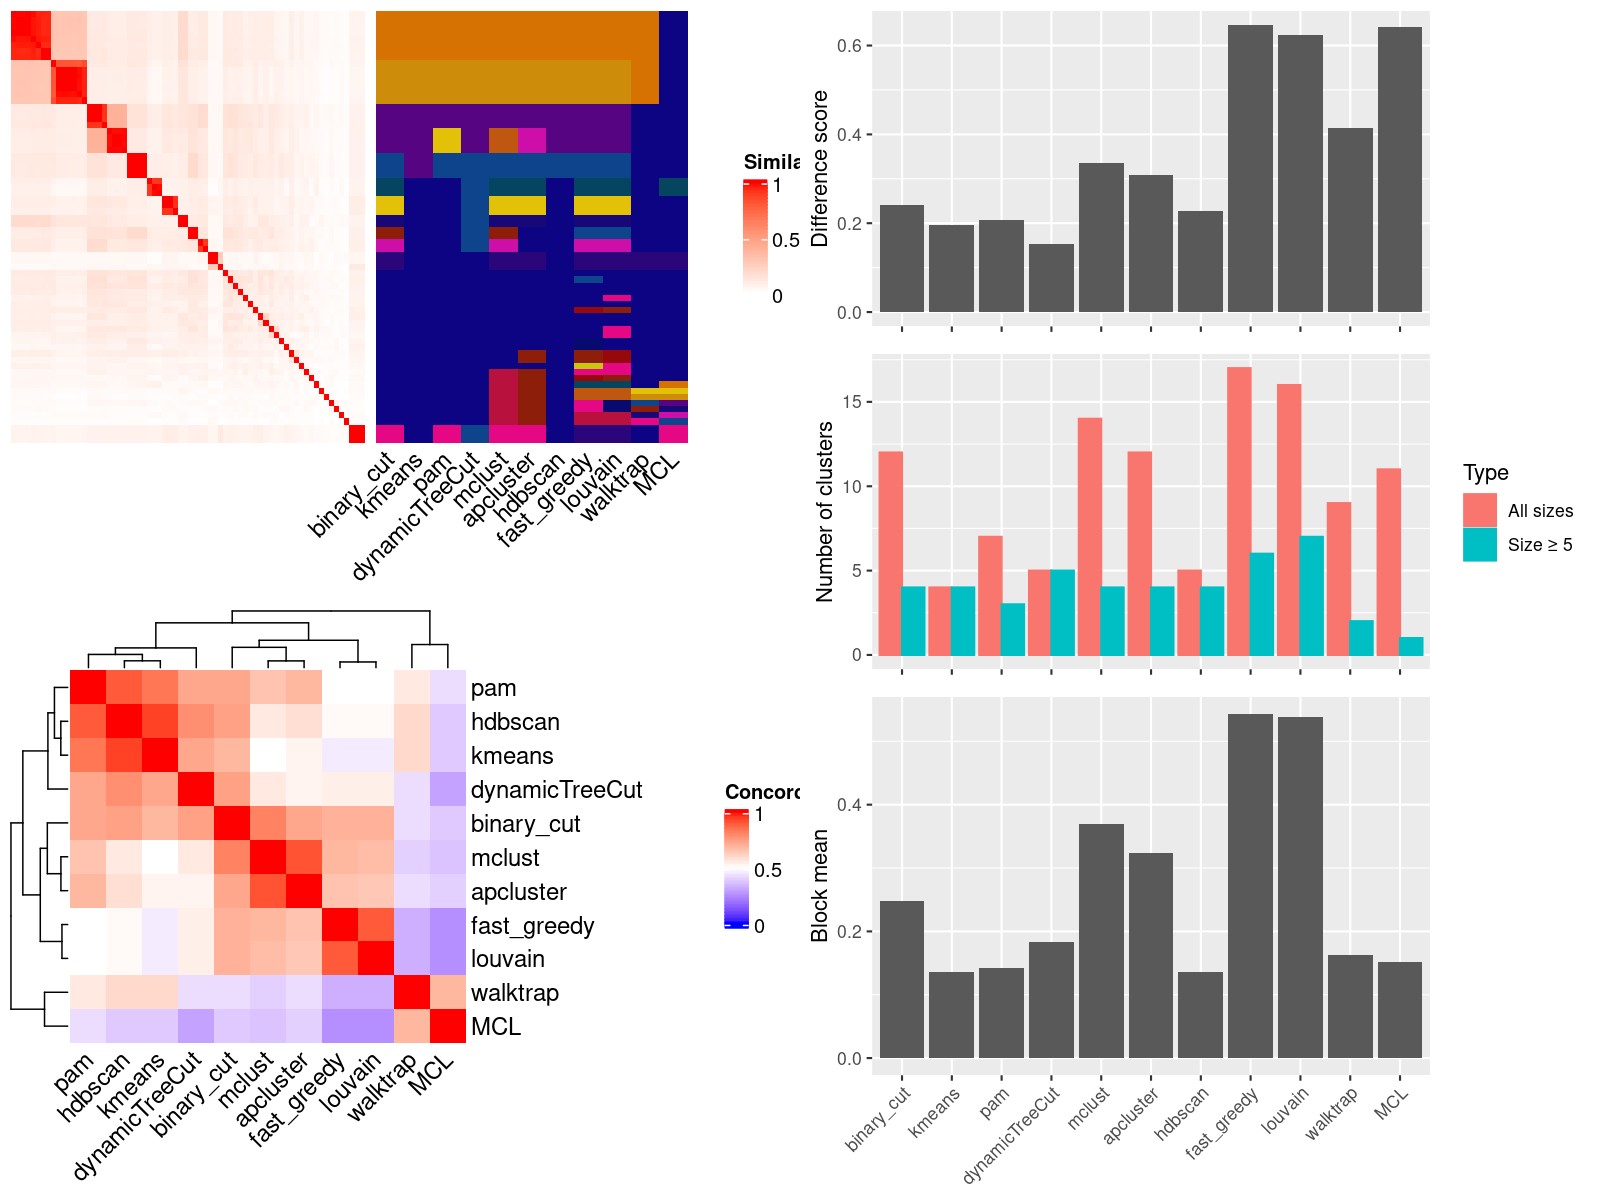 Simila
1
0.5
0
binary_cut
kmeans
pam
dynamicTreeCut
mclust
apcluster
hdbscan
fast_greedy
louvain
walktrap
MCL
pam
hdbscan
kmeans
dynamicTreeCut
binary_cut
mclust
apcluster
fast_greedy
louvain
walktrap
MCL
Concord
1
0.5
0
pam
hdbscan
kmeans
dynamicTreeCut
binary_cut
mclust
apcluster
fast_greedy
louvain
walktrap
MCL
Difference score
0.6
0.4
0.2
0.0
Number of clusters
15
10
5
0
Type
All sizes
Size ≥ 5
Block mean
0.4
0.2
0.0
binary_cut
kmeans
pam
dynamicTreeCut
mclust
apcluster
hdbscan
fast_greedy
louvain
walktrap
MCL